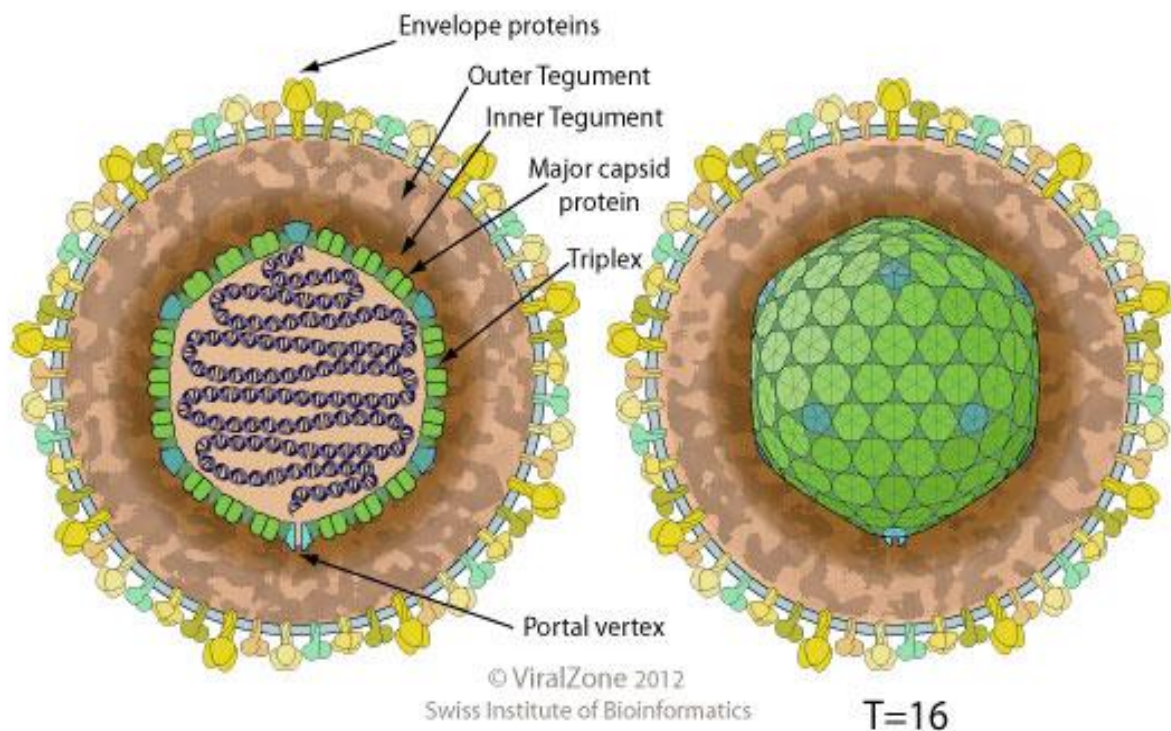 Envelope proteins
Outer Tegument
Inner Tegument
Major capsid
protein
Triplex
Portal vertex
© ViralZone 2012
Swiss Institute of Bioinformatics
T=16